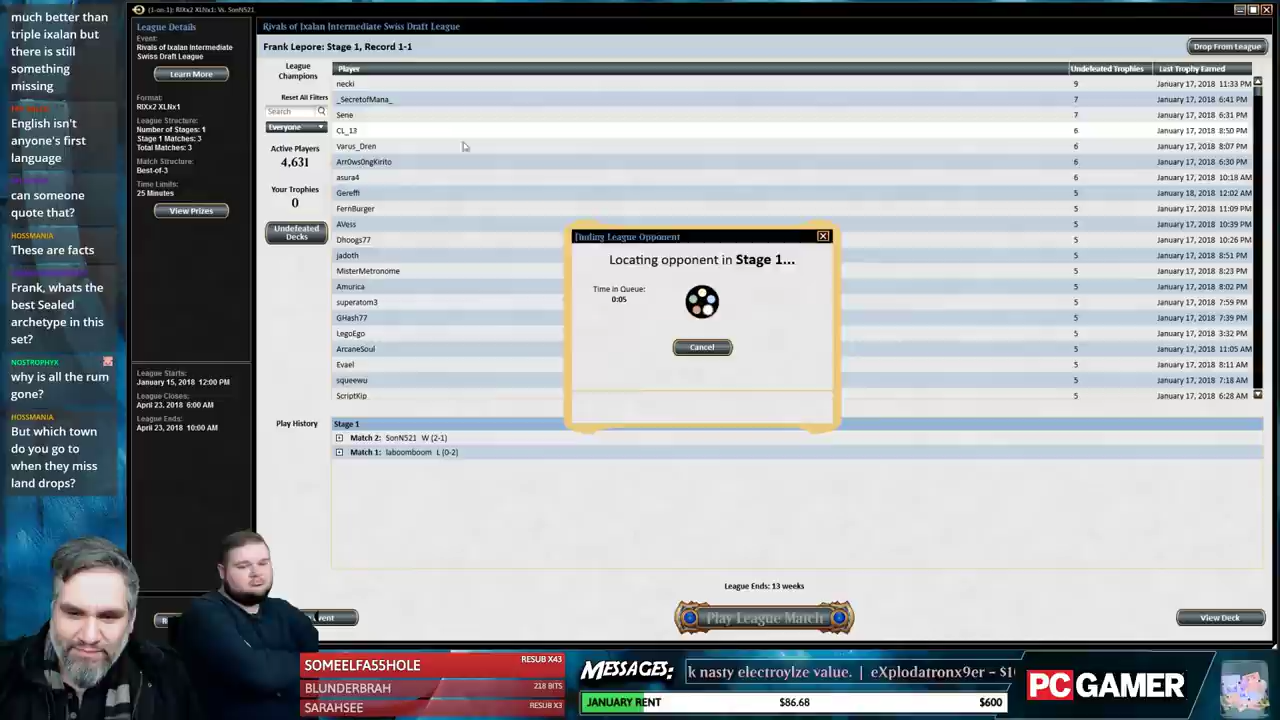 much better than
triple ixalan but
there is still
something
missing
English isn't
anyone's first
language
can someone
quote that?
HOSSMANIA
These are facts
Frank, whats the
best Sealed
archetype in this
set?
NOSTROPHYK
why is all the rum
gone?
HOSSMANIA
But which town
do you go to
when they miss
land drops?
(1-on-1) RIXx2 XLNx1: Vs. SonN521
League Details
Event:
Rivals of Ixalan Intermediate
Swiss Draft League
Learn More
Format:
RIXx2 XLNx1
League Structure:
Number of Stages: 1
Stage 1 Matches: 3
Total Matches: 3
Match Structure:
Best-of-3
Time Limits:
25 Minutes
View Prizes
League Starts:
January 15, 2018 12:00 PM
League Closes:
April 23, 2018 6:00 AM
League Ends:
April 23, 2018 10:00 AM
Rivals of Ixalan Intermediate Swiss Draft League
Frank Lepore: Stage 1, Record 1-1
Drop From League
League
Champions
Reset All Filters
Search
Everyone
Active Players
4,631
Your Trophies
0
Undefeated
Decks
Player Undefeated Trophies Last Trophy Earned
necki 9 January 17, 2018 11:33 PM
_SecretofMana_ 7 January 17, 2018 6:41 PM
Sene 7 January 17, 2018 6:31 PM
CL_13 6 January 17, 2018 8:50 PM
Varus_Dren 6 January 17, 2018 8:07 PM
Arr0ws0ngKirito 6 January 17, 2018 6:30 PM
asura4 6 January 17, 2018 10:18 AM
Gereffi 5 January 18, 2018 12:02 AM
FernBurger 5 January 17, 2018 11:09 PM
AVess 5 January 17, 2018 10:39 PM
Dhoogs77 5 January 17, 2018 10:26 PM
jadoth 5 January 17, 2018 8:51 PM
MisterMetronome 5 January 17, 2018 8:23 PM
Amurica 5 January 17, 2018 8:02 PM
superatom3 5 January 17, 2018 7:59 PM
GHash77 5 January 17, 2018 7:39 PM
LegoEgo 5 January 17, 2018 3:32 PM
ArcaneSoul 5 January 17, 2018 11:05 AM
Evael 5 January 17, 2018 8:11 AM
squeewu 5 January 17, 2018 7:18 AM
ScriptKip 5 January 17, 2018 6:28 AM
Finding League Opponent
Locating opponent in Stage 1...
Time in Queue:
0:05
Cancel
Play History
Stage 1
Match 2: SonN521 W (2-1)
Match 1: laboomboom L (0-2)
League Ends: 13 weeks
Play League Match
View Deck
SOMEELFA55HOLE RESUB X43
BLUNDERBRAH 218 BITS
SARAHSEE RESUB X3
MESSAGES:
k nasty electroylze value. | eXplodatronx9er – $1
JANUARY RENT $86.68 $600
PC GAMER